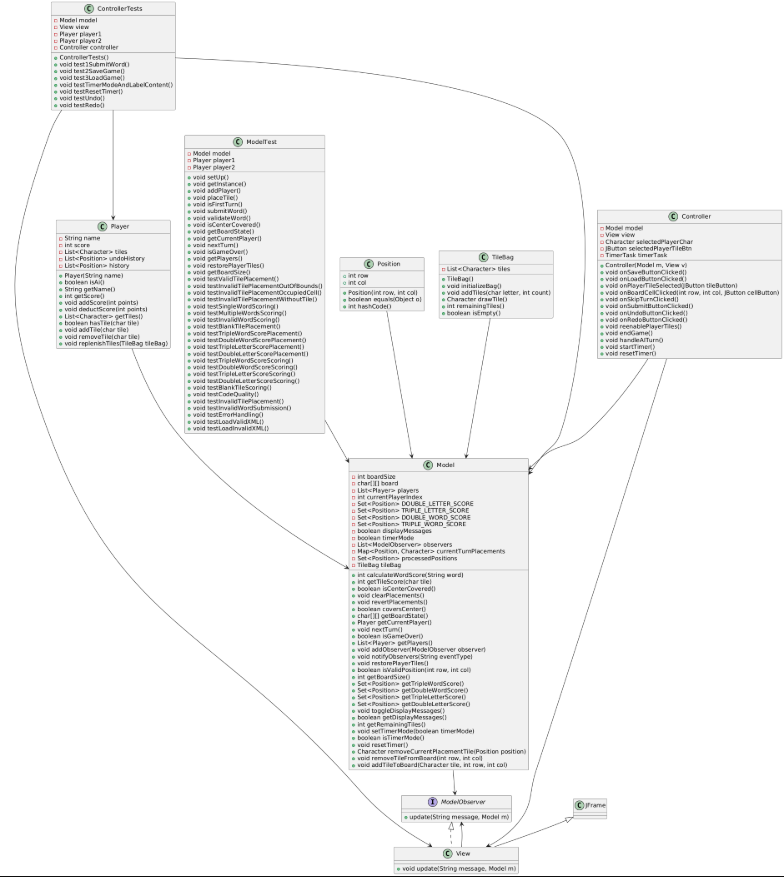 C ControllerTests
Model model
View view
Player player1
Player player2
Controller controller
ControllerTests()
void test1SubmitWord()
void test2SaveGame()
void test3LoadGame()
void testTimerModeAndLabelContent()
void testResetTimer()
void testUndo()
void testRedo()
C ModelTest
Model model
Player player1
Player player2
void setUp()
void getInstance()
void addPlayer()
void placeTile()
void isFirstTurn()
void submitWord()
void validateWord()
void isCenterCovered()
void getBoardState()
void getCurrentPlayer()
void nextTurn()
void isGameOver()
void getPlayers()
void restorePlayerTiles()
void getBoardSize()
void testValidTilePlacement()
void testInvalidTilePlacementOutOfBounds()
void testInvalidTilePlacementOccupiedCell()
void testInvalidTilePlacementWithoutTile()
void testSingleWordScoring()
void testMultipleWordsScoring()
void testInvalidWordScoring()
void testBlankTilePlacement()
void testTripleWordScorePlacement()
void testDoubleWordScorePlacement()
void testTripleLetterScorePlacement()
void testDoubleLetterScorePlacement()
void testTripleWordScoreScoring()
void testDoubleWordScoreScoring()
void testTripleLetterScoreScoring()
void testDoubleLetterScoreScoring()
void testBlankTileScoring()
void testCodeQuality()
void testInvalidTilePlacement()
void testInvalidWordSubmission()
void testErrorHandling()
void testLoadValidXML()
void testLoadInvalidXML()
C Player
String name
int score
List<Character> tiles
List<Position> undoHistory
List<Position> history
Player(String name)
boolean isAi()
String getName()
int getScore()
void addScore(int points)
void deductScore(int points)
List<Character> getTiles()
boolean hasTile(char tile)
void addTile(char tile)
void removeTile(char tile)
void replenishTiles(TileBag tileBag)
C Position
int row
int col
Position(int row, int col)
boolean equals(Object o)
int hashCode()
C TileBag
List<Character> tiles
TileBag()
void initializeBag()
void addTiles(char letter, int count)
Character drawTile()
int remainingTiles()
boolean isEmpty()
C Controller
Model model
View view
Character selectedPlayerChar
JButton selectedPlayerTileBtn
TimerTask timerTask
Controller(Model m, View v)
void onSaveButtonClicked()
void onLoadButtonClicked()
void onPlayerTileSelected(JButton tileButton)
void onBoardCellClicked(int row, int col, JButton cellButton)
void onSkipTurnClicked()
void onSubmitButtonClicked()
void onUndoButtonClicked()
void onRedoButtonClicked()
void reenablePlayerTiles()
void endGame()
void handleAITurn()
void startTimer()
void resetTimer()
C Model
int boardSize
char[][] board
List<Player> players
int currentPlayerIndex
Set<Position> DOUBLE_LETTER_SCORE
Set<Position> TRIPLE_LETTER_SCORE
Set<Position> DOUBLE_WORD_SCORE
Set<Position> TRIPLE_WORD_SCORE
boolean displayMessages
boolean timerMode
List<ModelObserver> observers
Map<Position, Character> currentTurnPlacements
Set<Position> processedPositions
TileBag tileBag
int calculateWordScore(String word)
int getTileScore(char tile)
boolean isCenterCovered()
void clearPlacements()
void revertPlacements()
boolean coversCenter()
char[][] getBoardState()
Player getCurrentPlayer()
void nextTurn()
boolean isGameOver()
List<Player> getPlayers()
void addObserver(ModelObserver observer)
void notifyObservers(String eventType)
void restorePlayerTiles()
boolean isValidPosition(int row, int col)
int getBoardSize()
Set<Position> getTripleWordScore()
Set<Position> getDoubleWordScore()
Set<Position> getTripleLetterScore()
Set<Position> getDoubleLetterScore()
void toggleDisplayMessages()
boolean getDisplayMessages()
int getRemainingTiles()
void setTimerMode(boolean timerMode)
boolean isTimerMode()
void resetTimer()
Character removeCurrentPlacementTile(Position position)
void removeTileFromBoard(int row, int col)
void addTileToBoard(Character tile, int row, int col)
I ModelObserver
update(String message, Model m)
C JFrame
C View
void update(String message, Model m)